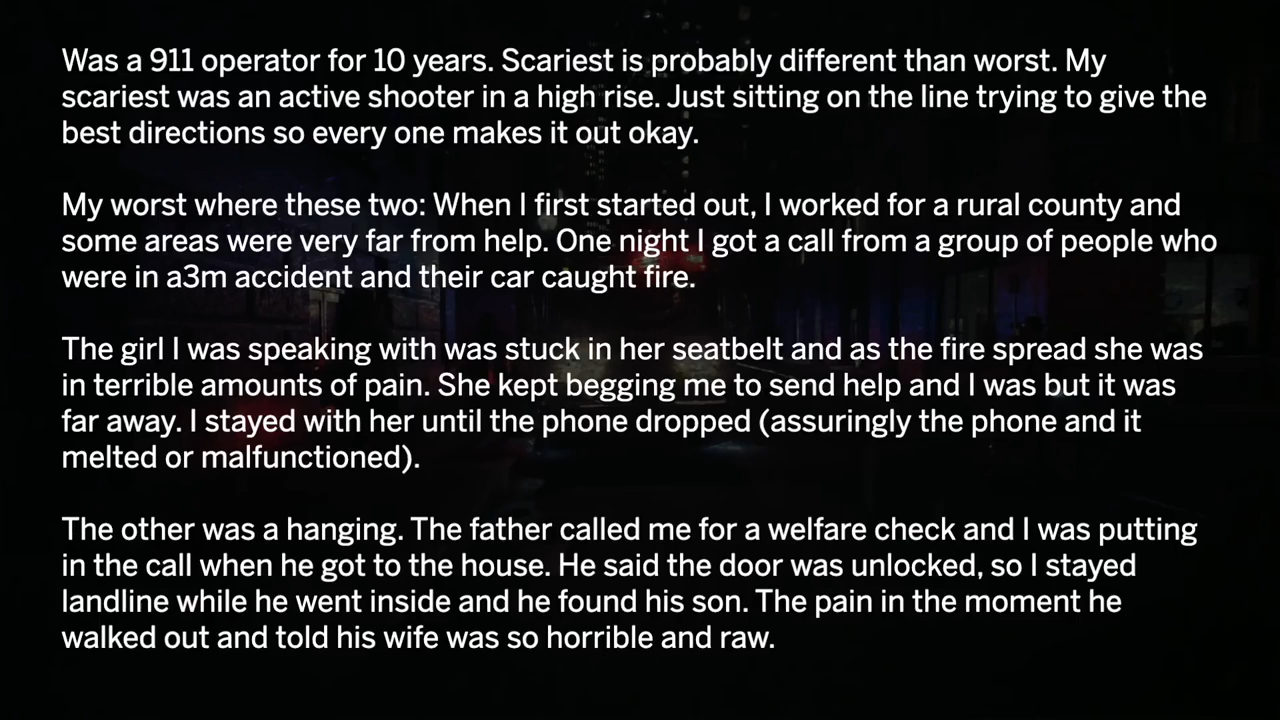 Was a 911 operator for 10 years. Scariest is probably different than worst. My
scariest was an active shooter in a high rise. Just sitting on the line trying to give the
best directions so every one makes it out okay.
My worst where these two: When I first started out, I worked for a rural county and
some areas were very far from help. One night I got a call from a group of people who
were in a3m accident and their car caught fire.
The girl I was speaking with was stuck in her seatbelt and as the fire spread she was
in terrible amounts of pain. She kept begging me to send help and I was but it was
far away. I stayed with her until the phone dropped (assuringly the phone and it
melted or malfunctioned).
The other was a hanging. The father called me for a welfare check and I was putting
in the call when he got to the house. He said the door was unlocked, so I stayed
landline while he went inside and he found his son. The pain in the moment he
walked out and told his wife was so horrible and raw.